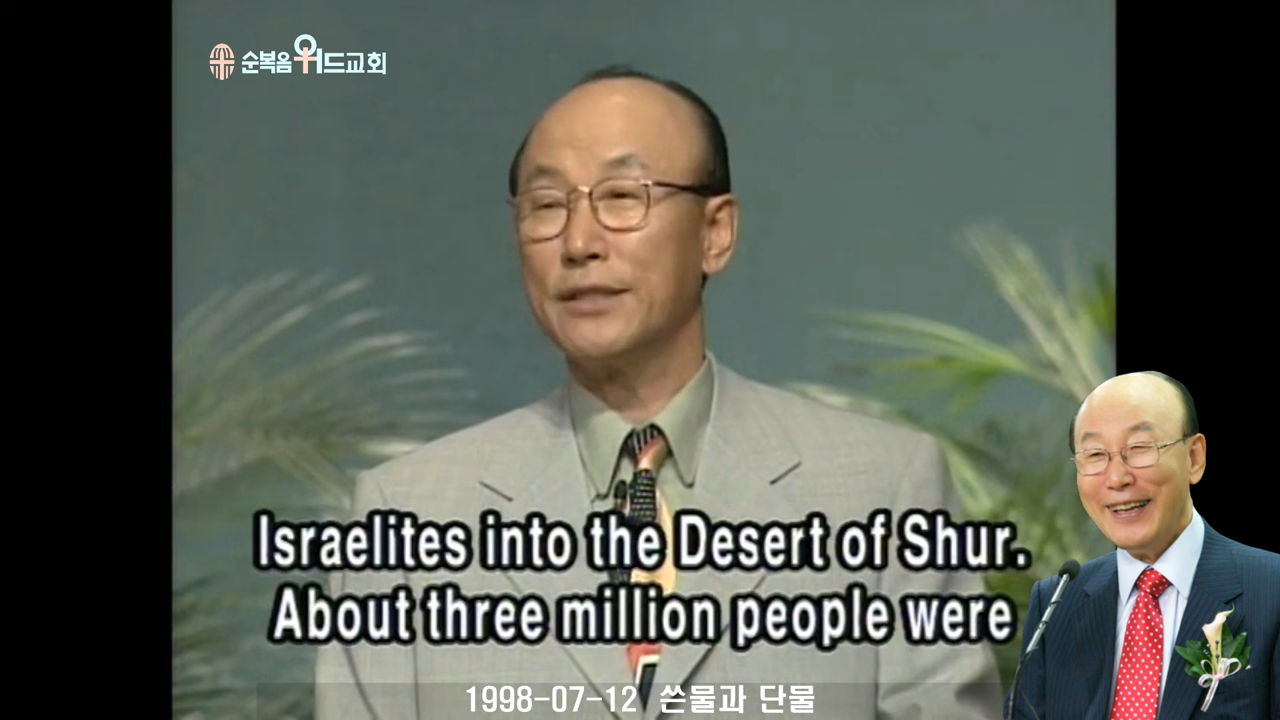 순복음워드교회
Israelites into the Desert of Shur.
About three million people were
1998-07-12 쓴물과 단물